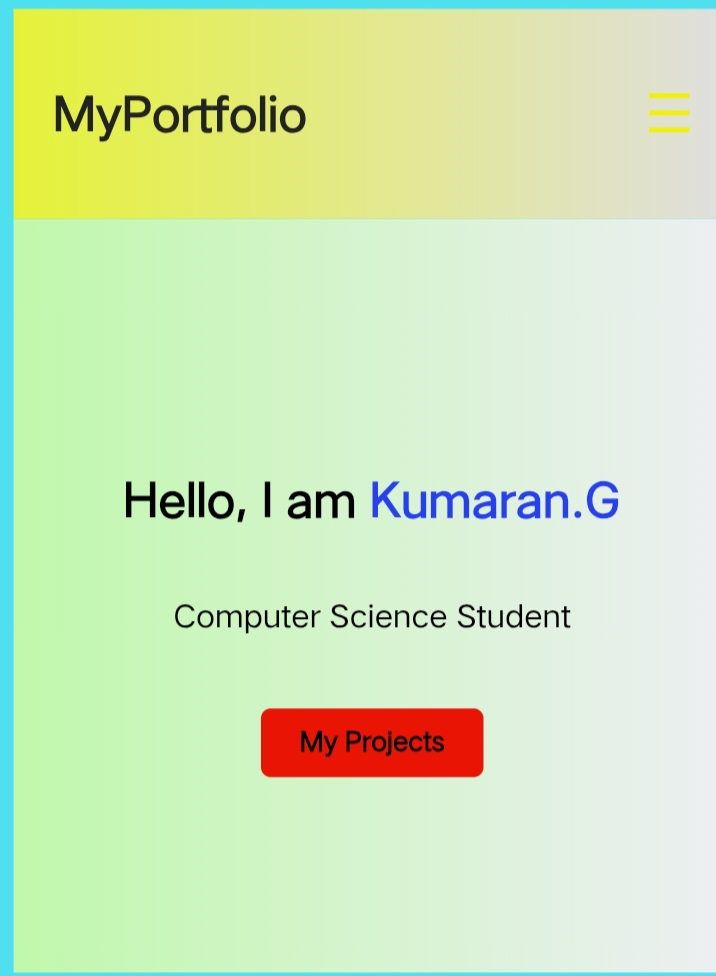 MyPortfolio
Hello, I am Kumaran.G
Computer Science Student
My Projects